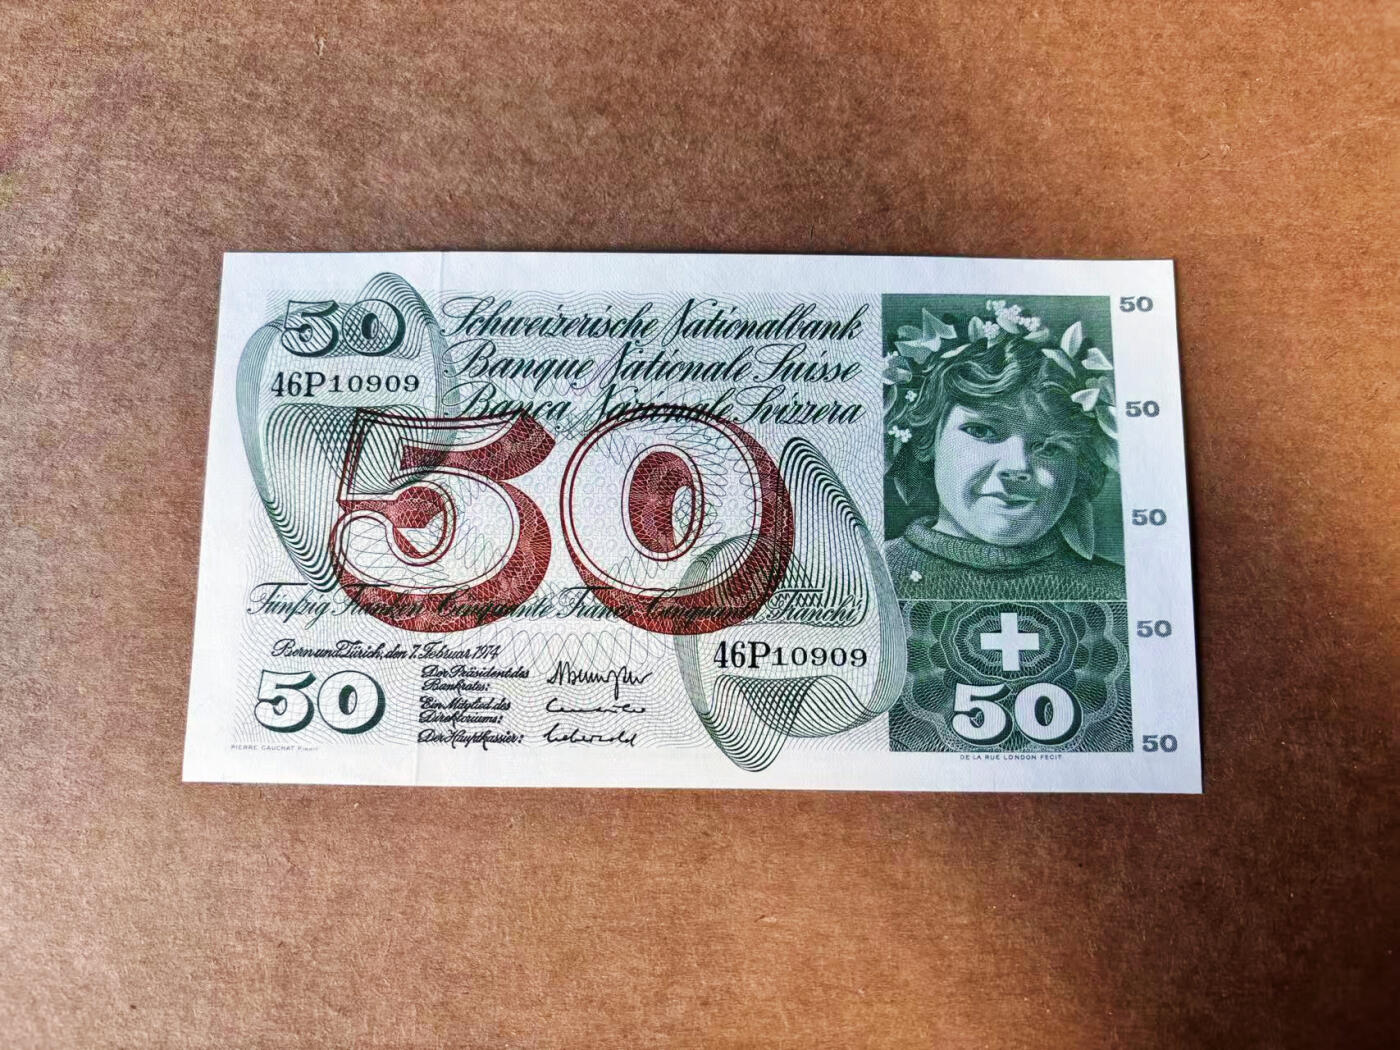 50
46P10909
Schweizerische Nationalbank
Banque Nationale Suisse
Banca Nazionale Svizzera
50
Fünfzig Franken Cinquante Francs Cinquanta Franchi
Bern und Zürich, den 7. Februar 1974
Der Präsident des
Bankrates:
Ein Mitglied des
Direktoriums:
Der Hauptkassier:
50
PIERRE GAUCHAT PINXIT
46P10909
50
DE LA RUE LONDON FECIT
50
50
50
50
50